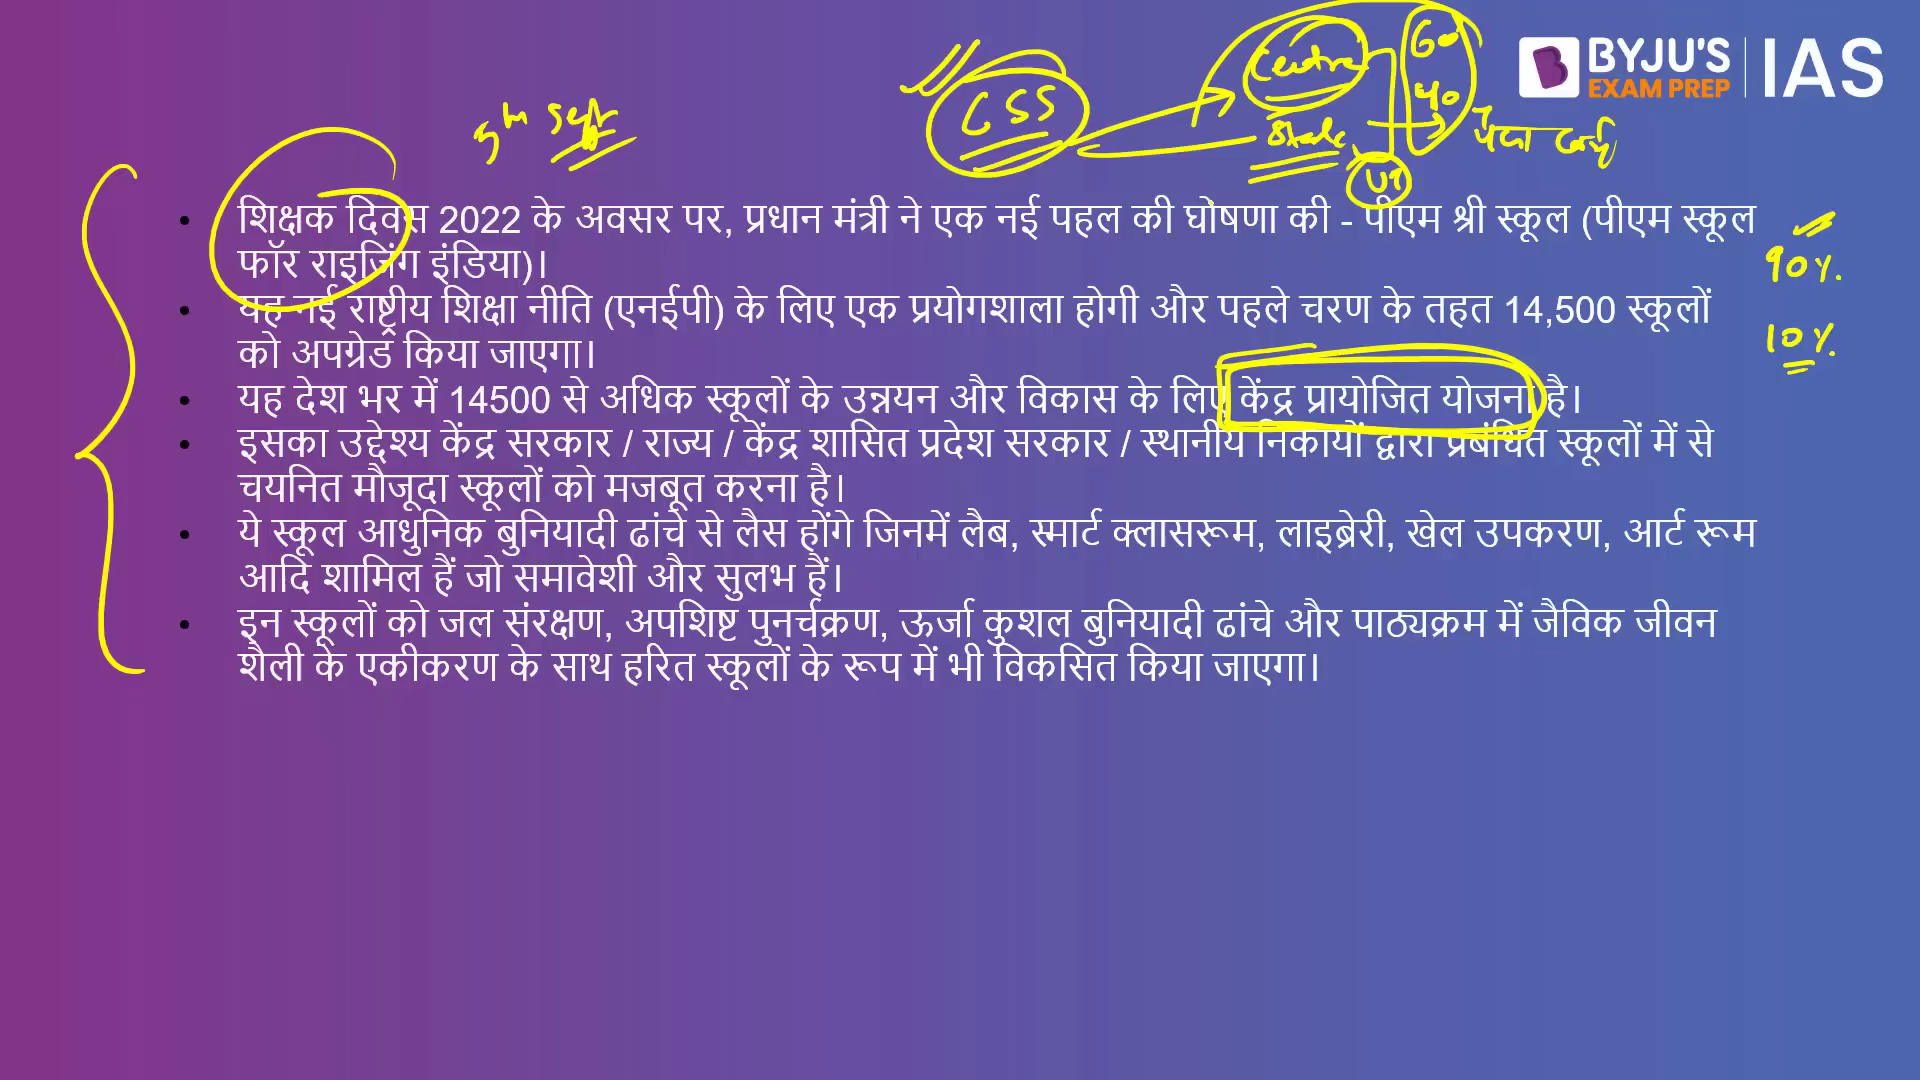 BYJU'S
EXAM PREP
IAS
5th Sept
CSS
Centre
State
UT
60
40
90%
10%
• शिक्षक दिवस 2022 के अवसर पर, प्रधान मंत्री ने एक नई पहल की घोषणा की - पीएम श्री स्कूल (पीएम स्कूल
फॉर राइजिंग इंडिया)।
• यह नई राष्ट्रीय शिक्षा नीति (एनईपी) के लिए एक प्रयोगशाला होगी और पहले चरण के तहत 14,500 स्कूलों
को अपग्रेड किया जाएगा।
• यह देश भर में 14500 से अधिक स्कूलों के उन्नयन और विकास के लिए केंद्र प्रायोजित योजना है।
• इसका उद्देश्य केंद्र सरकार / राज्य / केंद्र शासित प्रदेश सरकार / स्थानीय निकायों द्वारा प्रबंधित स्कूलों में से
चयनित मौजूदा स्कूलों को मजबूत करना है।
• ये स्कूल आधुनिक बुनियादी ढांचे से लैस होंगे जिनमें लैब, स्मार्ट क्लासरूम, लाइब्रेरी, खेल उपकरण, आर्ट रूम
आदि शामिल हैं जो समावेशी और सुलभ हैं।
• इन स्कूलों को जल संरक्षण, अपशिष्ट पुनर्चक्रण, ऊर्जा कुशल बुनियादी ढांचे और पाठ्यक्रम में जैविक जीवन
शैली के एकीकरण के साथ हरित स्कूलों के रूप में भी विकसित किया जाएगा।